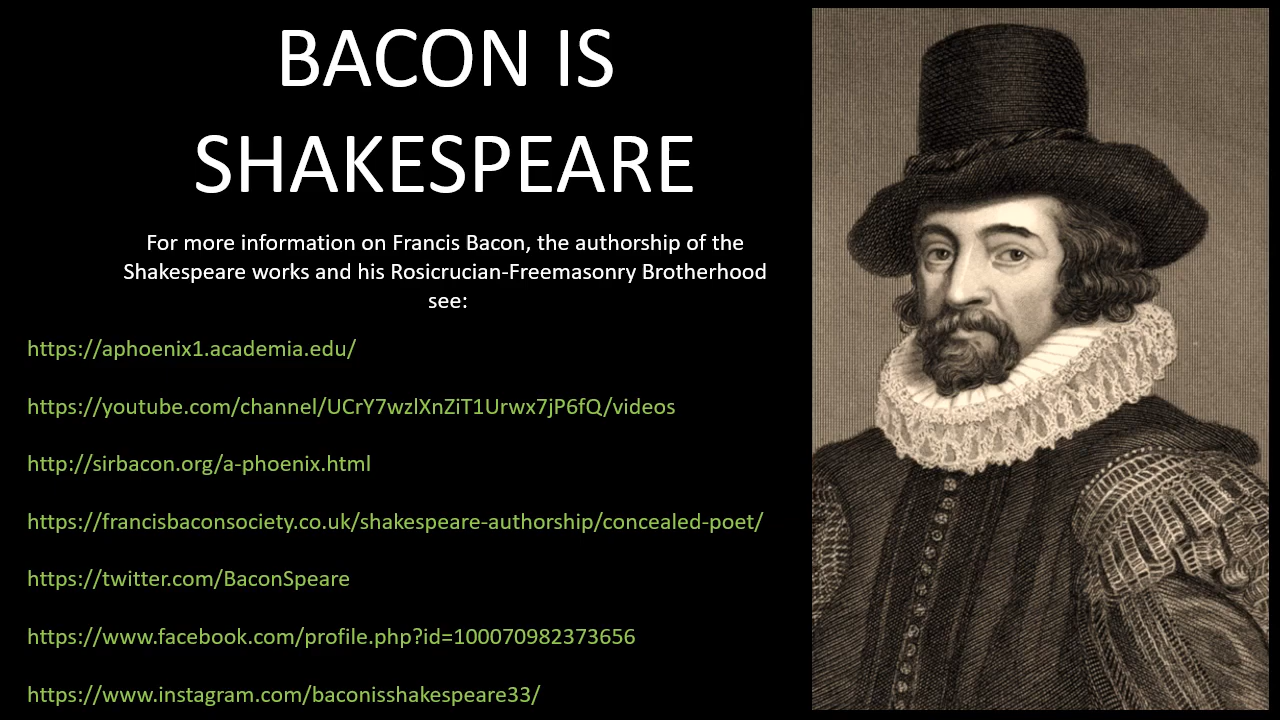 BACON IS
SHAKESPEARE
For more information on Francis Bacon, the authorship of the
Shakespeare works and his Rosicrucian-Freemasonry Brotherhood
see:
https://aphoenix1.academia.edu/
https://youtube.com/channel/UCrY7wzlXnZiT1Urwx7jP6fQ/videos
http://sirbacon.org/a-phoenix.html
https://francisbaconsociety.co.uk/shakespeare-authorship/concealed-poet/
https://twitter.com/BaconSpeare
https://www.facebook.com/profile.php?id=100070982373656
https://www.instagram.com/baconisshakespeare33/